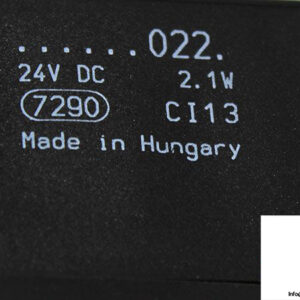 ......022.
24V DC 2.1W
7290 CI13
Made in Hungary